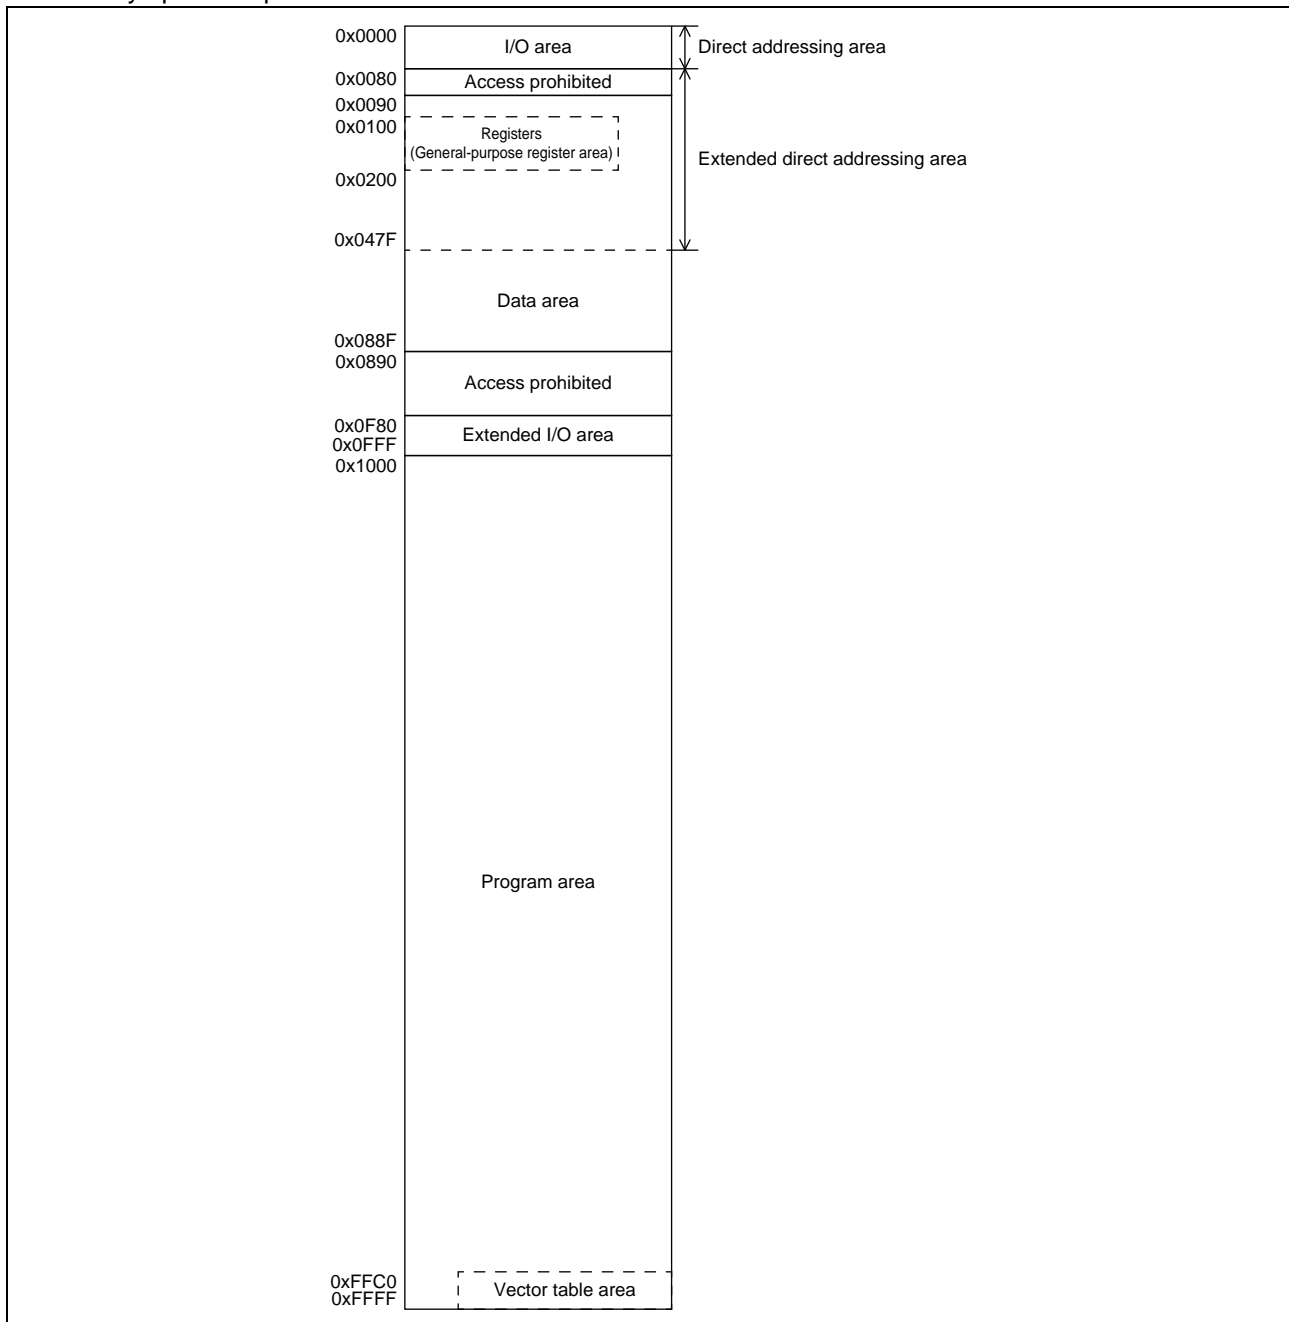 0x0000
I/O area
Direct addressing area
0x0080
Access prohibited
0x0090
0x0100
Registers
(General-purpose register area)
Extended direct addressing area
0x0200
0x047F
Data area
0x088F
0x0890
Access prohibited
0x0F80
Extended I/O area
0x0FFF
0x1000
Program area
0xFFC0
Vector table area
0xFFFF